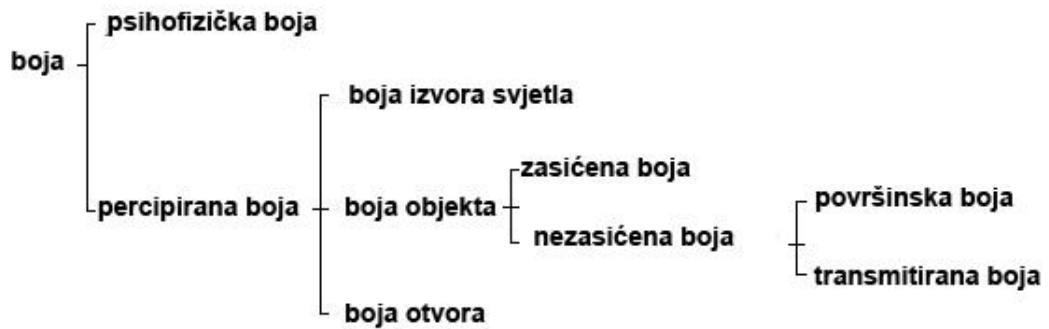 psihofizička boja
boja
boja izvora svjetla
zasićena boja
površinska boja
percipirana boja
boja objekta
nezasićena boja
transmitirana boja
boja otvora